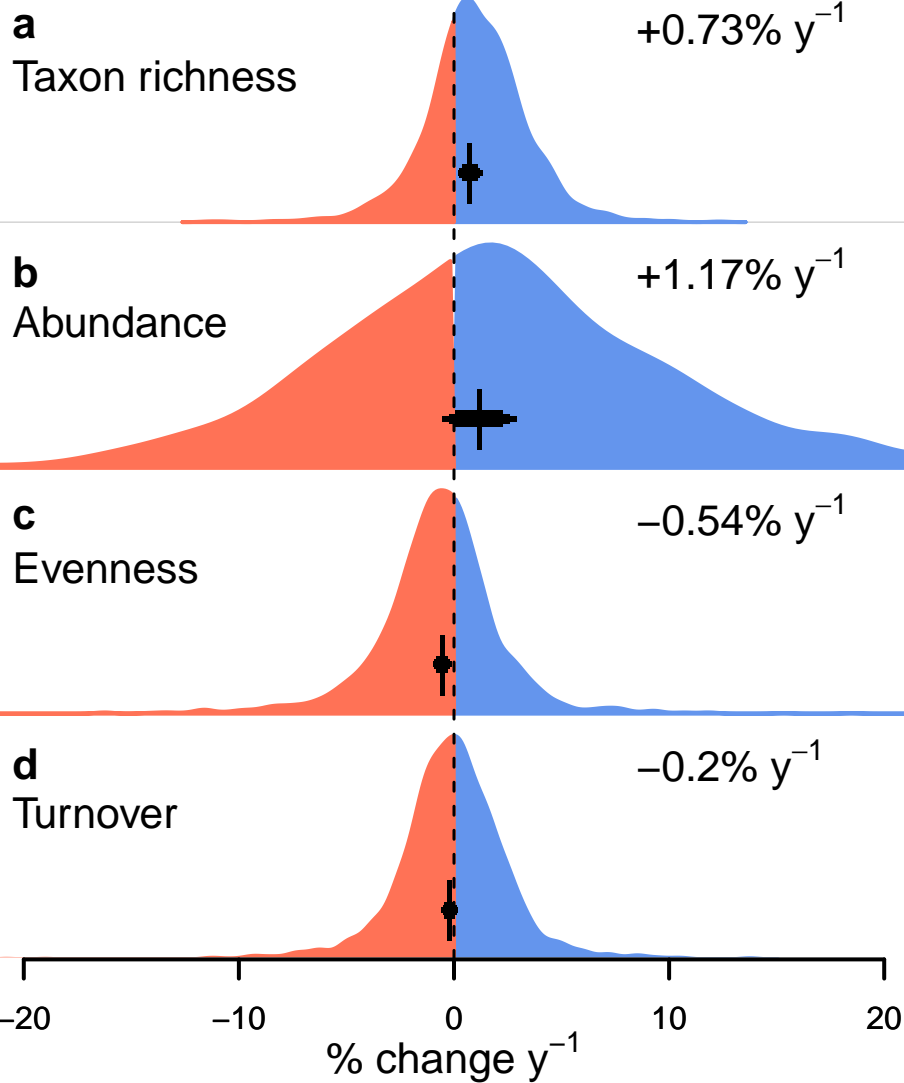 a
+0.73% y⁻¹
Taxon richness
b
+1.17% y⁻¹
Abundance
c
−0.54% y⁻¹
Evenness
d
−0.2% y⁻¹
Turnover
−20 −10 0 10 20
% change y⁻¹